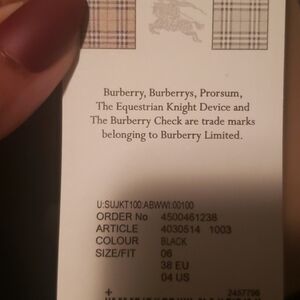 Burberry, Burberrys, Prorsum,
The Equestrian Knight Device and
The Burberry Check are trade marks
belonging to Burberry Limited.
U:SUJKT100:ABWWI:00100
ORDER No 4500461238
ARTICLE 4030514 1003
COLOUR BLACK
SIZE/FIT 06
38 EU
04 US
2457796